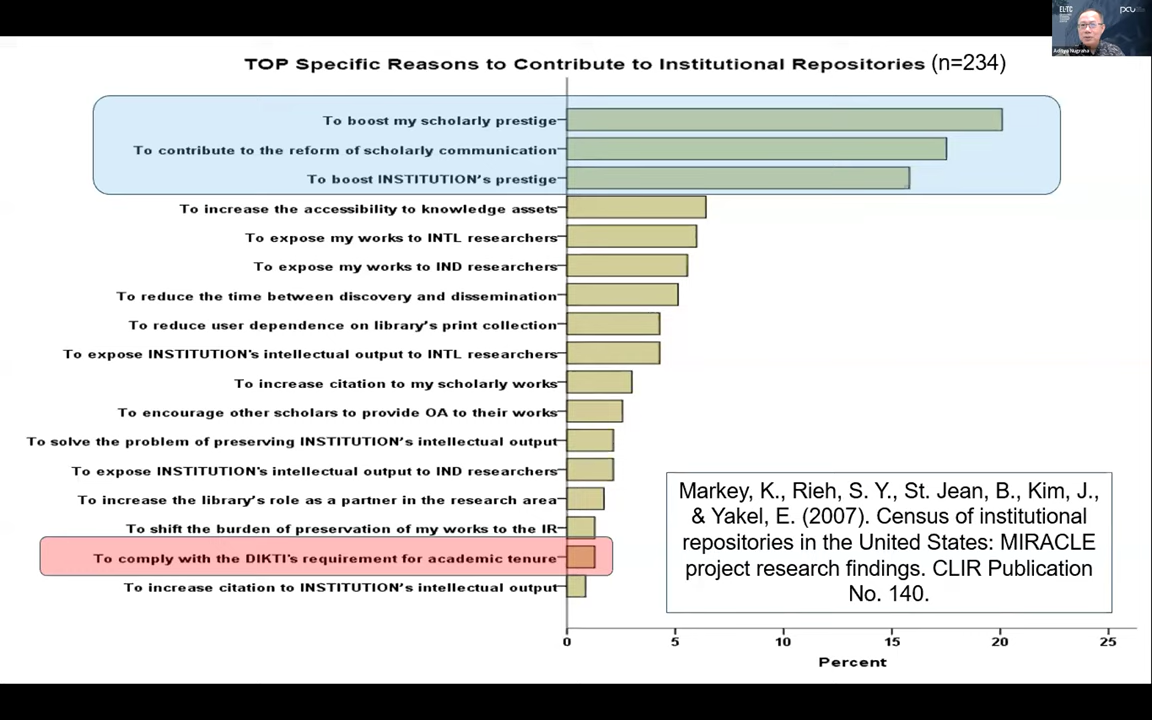 EL-TC
pcu
Aditya Nugraha
TOP Specific Reasons to Contribute to Institutional Repositories (n=234)
To boost my scholarly prestige
To contribute to the reform of scholarly communication
To boost INSTITUTION's prestige
To increase the accessibility to knowledge assets
To expose my works to INTL researchers
To expose my works to IND researchers
To reduce the time between discovery and dissemination
To reduce user dependence on library's print collection
To expose INSTITUTION's intellectual output to INTL researchers
To increase citation to my scholarly works
To encourage other scholars to provide OA to their works
To solve the problem of preserving INSTITUTION's intellectual output
To expose INSTITUTION's intellectual output to IND researchers
To increase the library's role as a partner in the research area
To shift the burden of preservation of my works to the IR
To comply with the DIKTI's requirement for academic tenure
To increase citation to INSTITUTION's intellectual output
Markey, K., Rieh, S. Y., St. Jean, B., Kim, J.,
& Yakel, E. (2007). Census of institutional
repositories in the United States: MIRACLE
project research findings. CLIR Publication
No. 140.
0 5 10 15 20 25
Percent